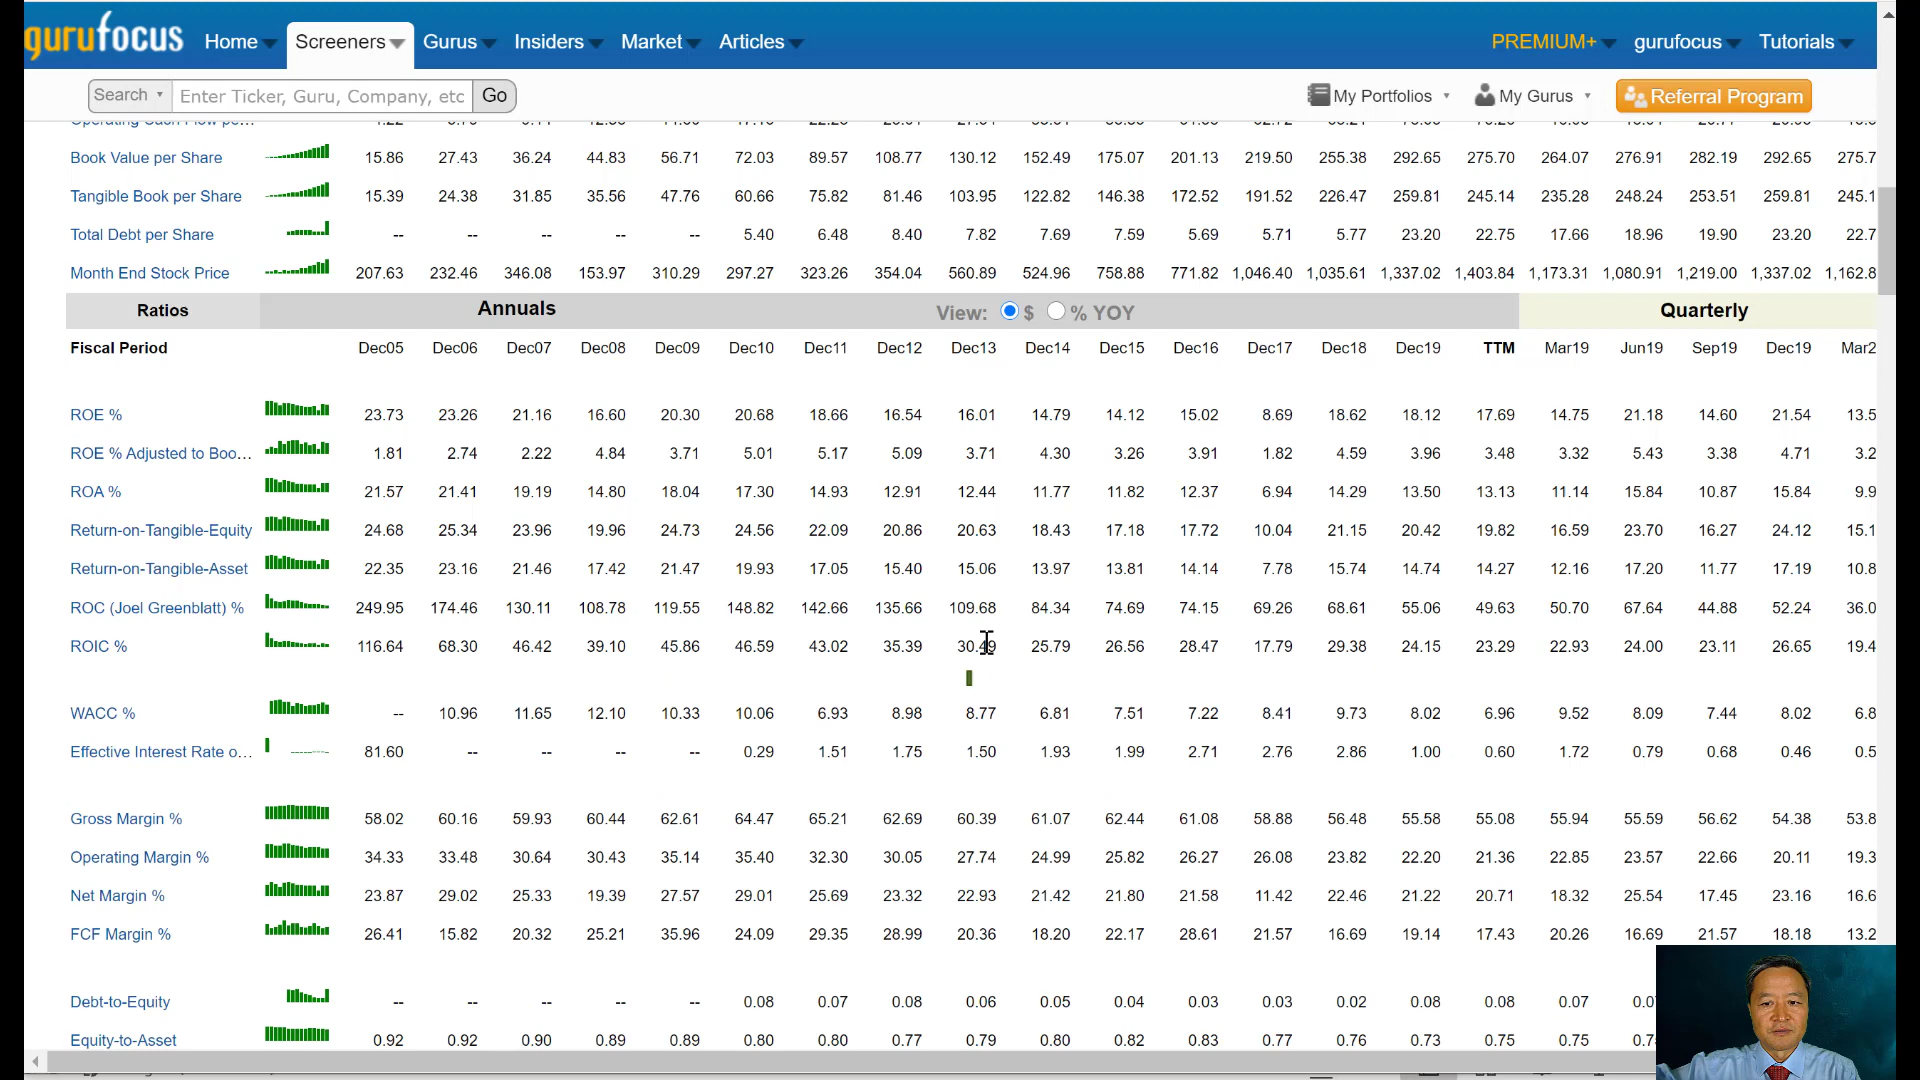 gurufocus Home Screeners Gurus Insiders Market Articles PREMIUM+ gurufocus Tutorials
Search Enter Ticker, Guru, Company, etc Go My Portfolios My Gurus Referral Program
Book Value per Share 15.86 27.43 36.24 44.83 56.71 72.03 89.57 108.77 130.12 152.49 175.07 201.13 219.50 255.38 292.65 275.70 264.07 276.91 282.19 292.65 275.7
Tangible Book per Share 15.39 24.38 31.85 35.56 47.76 60.66 75.82 81.46 103.95 122.82 146.38 172.52 191.52 226.47 259.81 245.14 235.28 248.24 253.51 259.81 245.1
Total Debt per Share -- -- -- -- -- 5.40 6.48 8.40 7.82 7.69 7.59 5.69 5.71 5.77 23.20 22.75 17.66 18.96 19.90 23.20 22.7
Month End Stock Price 207.63 232.46 346.08 153.97 310.29 297.27 323.26 354.04 560.89 524.96 758.88 771.82 1,046.40 1,035.61 1,337.02 1,403.84 1,173.31 1,080.91 1,219.00 1,337.02 1,162.8
Ratios Annuals View: $ % YOY Quarterly
Fiscal Period Dec05 Dec06 Dec07 Dec08 Dec09 Dec10 Dec11 Dec12 Dec13 Dec14 Dec15 Dec16 Dec17 Dec18 Dec19 TTM Mar19 Jun19 Sep19 Dec19 Mar2
ROE % 23.73 23.26 21.16 16.60 20.30 20.68 18.66 16.54 16.01 14.79 14.12 15.02 8.69 18.62 18.12 17.69 14.75 21.18 14.60 21.54 13.5
ROE % Adjusted to Boo... 1.81 2.74 2.22 4.84 3.71 5.01 5.17 5.09 3.71 4.30 3.26 3.91 1.82 4.59 3.96 3.48 3.32 5.43 3.38 4.71 3.2
ROA % 21.57 21.41 19.19 14.80 18.04 17.30 14.93 12.91 12.44 11.77 11.82 12.37 6.94 14.29 13.50 13.13 11.14 15.84 10.87 15.84 9.9
Return-on-Tangible-Equity 24.68 25.34 23.96 19.96 24.73 24.56 22.09 20.86 20.63 18.43 17.18 17.72 10.04 21.15 20.42 19.82 16.59 23.70 16.27 24.12 15.1
Return-on-Tangible-Asset 22.35 23.16 21.46 17.42 21.47 19.93 17.05 15.40 15.06 13.97 13.81 14.14 7.78 15.74 14.74 14.27 12.16 17.20 11.77 17.19 10.8
ROC (Joel Greenblatt) % 249.95 174.46 130.11 108.78 119.55 148.82 142.66 135.66 109.68 84.34 74.69 74.15 69.26 68.61 55.06 49.63 50.70 67.64 44.88 52.24 36.0
ROIC % 116.64 68.30 46.42 39.10 45.86 46.59 43.02 35.39 25.79 26.56 28.47 17.79 29.38 24.15 23.29 22.93 24.00 23.11 26.65 19.4
WACC % -- 10.96 11.65 12.10 10.33 10.06 6.93 8.98 8.77 6.81 7.51 7.22 8.41 9.73 8.02 6.96 9.52 8.09 7.44 8.02 6.8
Effective Interest Rate o... 81.60 -- -- -- -- 0.29 1.51 1.75 1.50 1.93 1.99 2.71 2.76 2.86 1.00 0.60 1.72 0.79 0.68 0.46 0.5
Gross Margin % 58.02 60.16 59.93 60.44 62.61 64.47 65.21 62.69 60.39 61.07 62.44 61.08 58.88 56.48 55.58 55.08 55.94 55.59 56.62 54.38 53.8
Operating Margin % 34.33 33.48 30.64 30.43 35.14 35.40 32.30 30.05 27.74 24.99 25.82 26.27 26.08 23.82 22.20 21.36 22.85 23.57 22.66 20.11 19.3
Net Margin % 23.87 29.02 25.33 19.39 27.57 29.01 25.69 23.32 22.93 21.42 21.80 21.58 11.42 22.46 21.22 20.71 18.32 25.54 17.45 23.16 16.6
FCF Margin % 26.41 15.82 20.32 25.21 35.96 24.09 29.35 28.99 20.36 18.20 22.17 28.61 21.57 16.69 19.14 17.43 20.26 16.69 21.57 18.18 13.2
Debt-to-Equity -- -- -- -- -- 0.08 0.07 0.08 0.06 0.05 0.04 0.03 0.03 0.02 0.08 0.08 0.07
Equity-to-Asset 0.92 0.92 0.90 0.89 0.89 0.80 0.80 0.77 0.79 0.80 0.82 0.83 0.77 0.76 0.73 0.75 0.75